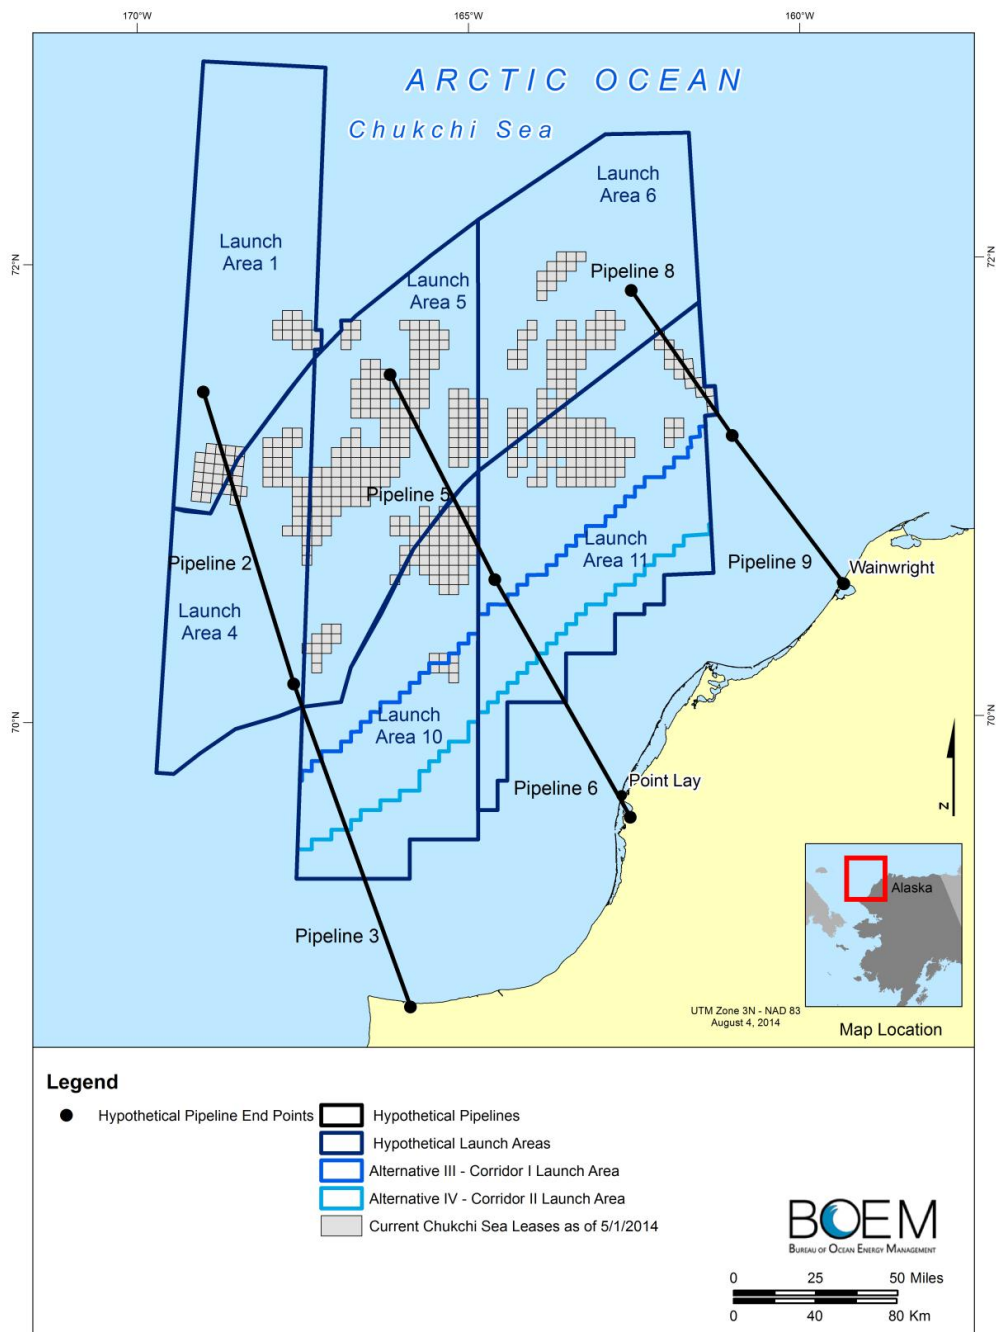 170°W
165°W
160°W
ARCTIC OCEAN
Chukchi Sea
Launch
Area 6
Launch
Area 1
72°N
72°N
Pipeline 8
Launch
Area 5
Pipeline 5
Launch
Area 11
Pipeline 2
Pipeline 9
Wainwright
Launch
Area 4
70°N
70°N
Launch
Area 10
Pipeline 6
Point Lay
N
Alaska
Pipeline 3
UTM Zone 3N - NAD 83
August 4, 2014
Map Location
Legend
Hypothetical Pipeline End Points
Hypothetical Pipelines
Hypothetical Launch Areas
Alternative III - Corridor I Launch Area
Alternative IV - Corridor II Launch Area
Current Chukchi Sea Leases as of 5/1/2014
BOEM
BUREAU OF OCEAN ENERGY MANAGEMENT
0 25 50 Miles
0 40 80 Km